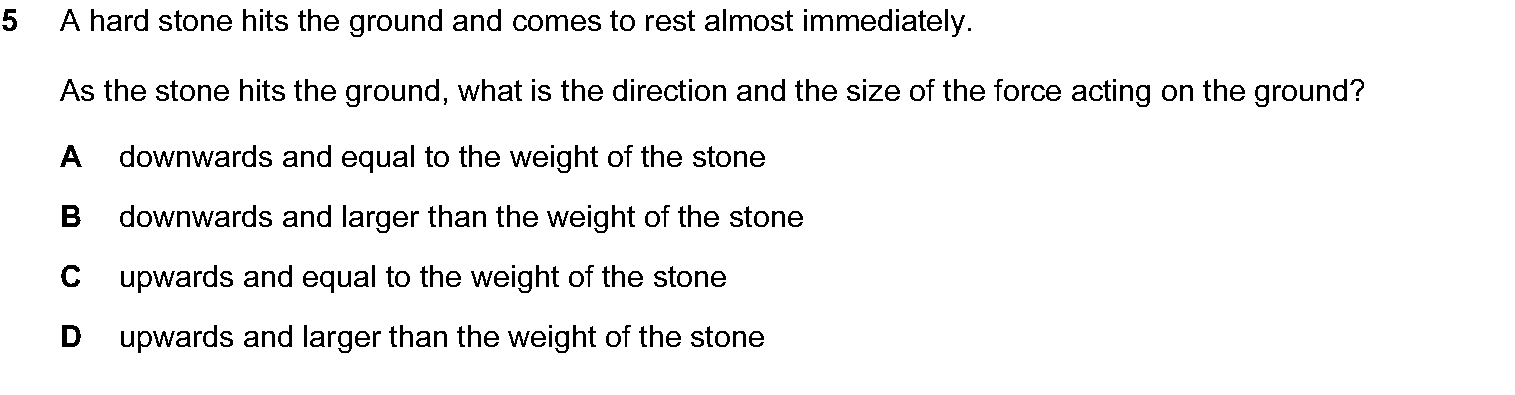 5 A hard stone hits the ground and comes to rest almost immediately.
As the stone hits the ground, what is the direction and the size of the force acting on the ground?
A downwards and equal to the weight of the stone
B downwards and larger than the weight of the stone
C upwards and equal to the weight of the stone
D upwards and larger than the weight of the stone